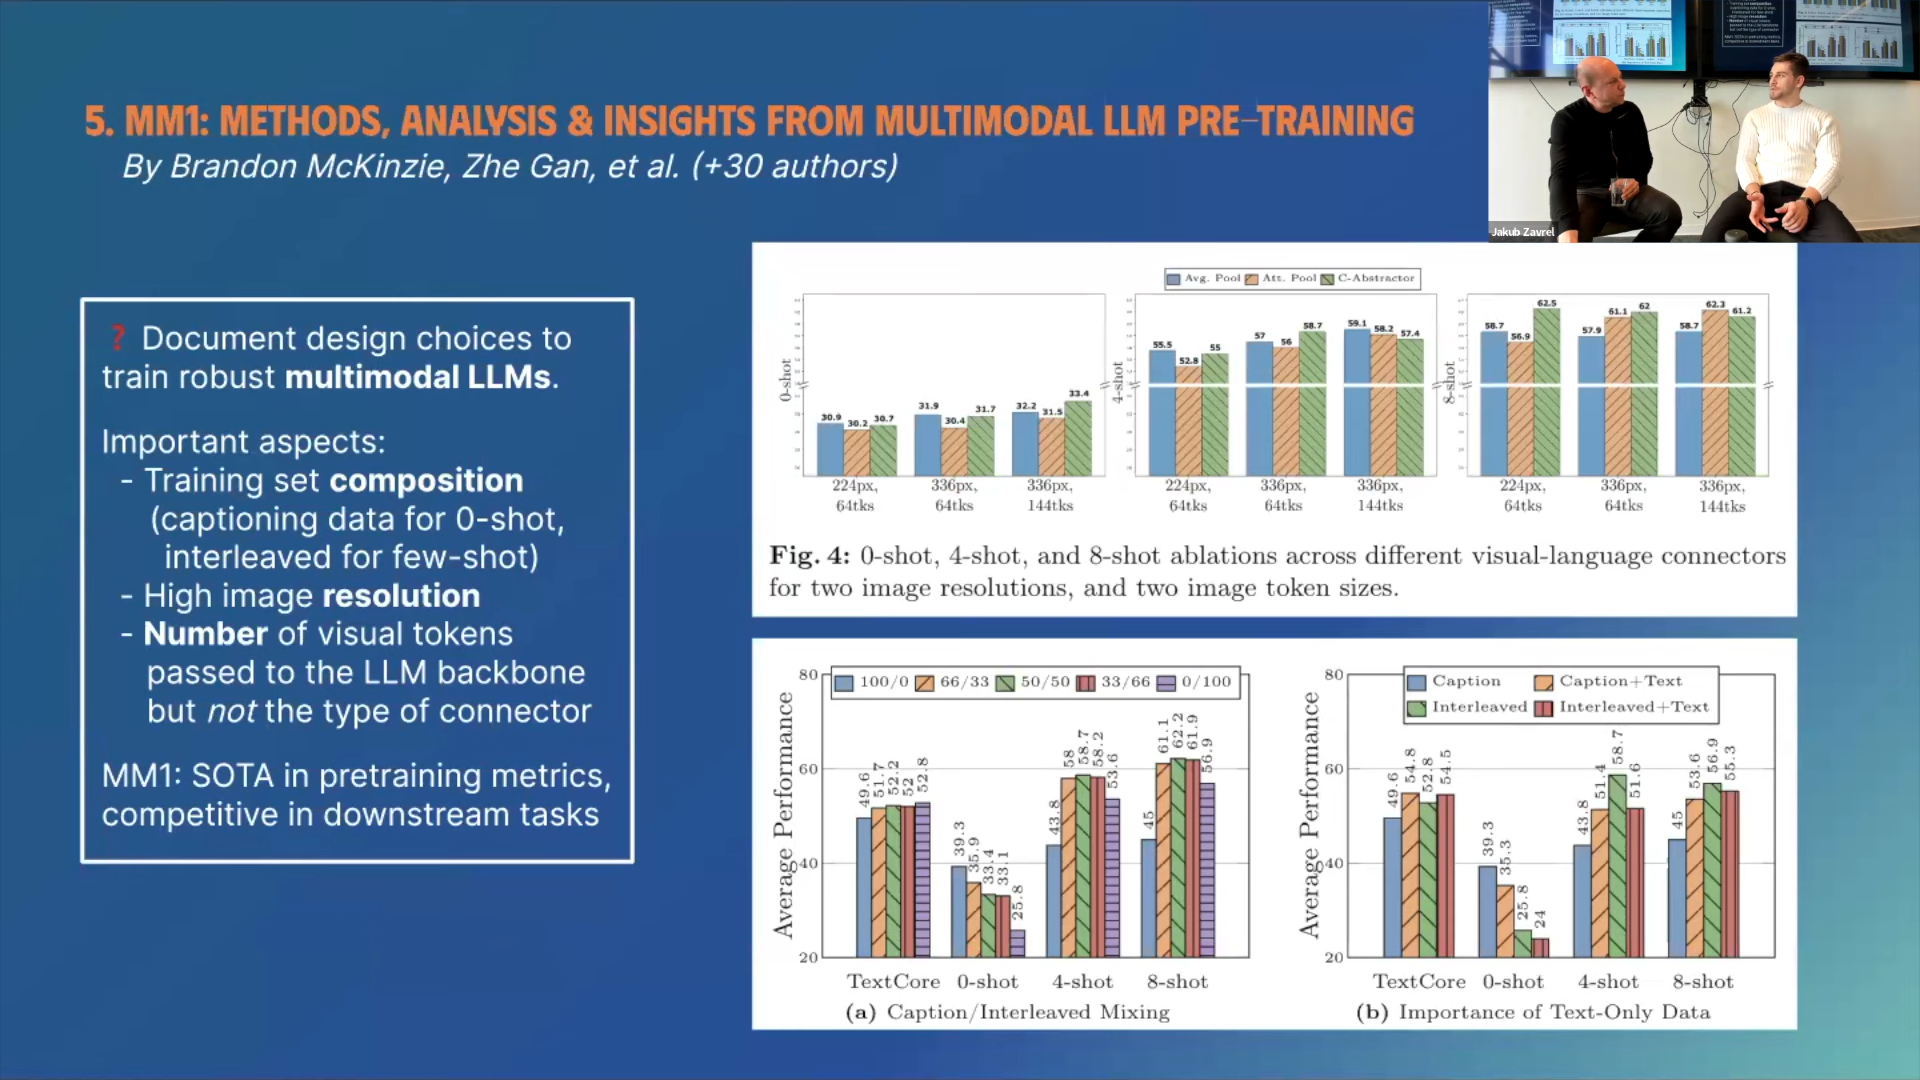 5. MM1: METHODS, ANALYSIS & INSIGHTS FROM MULTIMODAL LLM PRE-TRAINING
By Brandon McKinzie, Zhe Gan, et al. (+30 authors)
Jakub Zavrel
❓ Document design choices to
train robust multimodal LLMs.
Important aspects:
- Training set composition
(captioning data for 0-shot,
interleaved for few-shot)
- High image resolution
- Number of visual tokens
passed to the LLM backbone
but not the type of connector
MM1: SOTA in pretraining metrics,
competitive in downstream tasks
Avg. Pool Att. Pool C-Abstractor
0-shot
30.9 30.2 30.7 31.9 30.4 31.7 32.2 31.5 33.4
224px, 336px, 336px,
64tks 64tks 144tks
4-shot
55.5 52.8 55 57 56 58.7 59.1 58.2 57.4
224px, 336px, 336px,
64tks 64tks 144tks
8-shot
58.7 56.9 62.5 57.9 61.1 62 58.7 62.3 61.2
224px, 336px, 336px,
64tks 64tks 144tks
Fig. 4: 0-shot, 4-shot, and 8-shot ablations across different visual-language connectors
for two image resolutions, and two image token sizes.
100/0 66/33 50/50 33/66 0/100
Average Performance
80
60
40
20
49.6 51.7 52.2 52 52.8
39.3 35.9 33.4 33.1 25.8
43.8 58 58.7 58.2 53.6
45 61.1 62.2 61.9 56.9
TextCore 0-shot 4-shot 8-shot
(a) Caption/Interleaved Mixing
Caption Caption+Text
Interleaved Interleaved+Text
Average Performance
80
60
40
20
49.6 54.8 52.8 54.5
39.3 35.3 25.8 24
43.8 51.4 58.7 51.6
45 53.6 56.9 55.3
TextCore 0-shot 4-shot 8-shot
(b) Importance of Text-Only Data